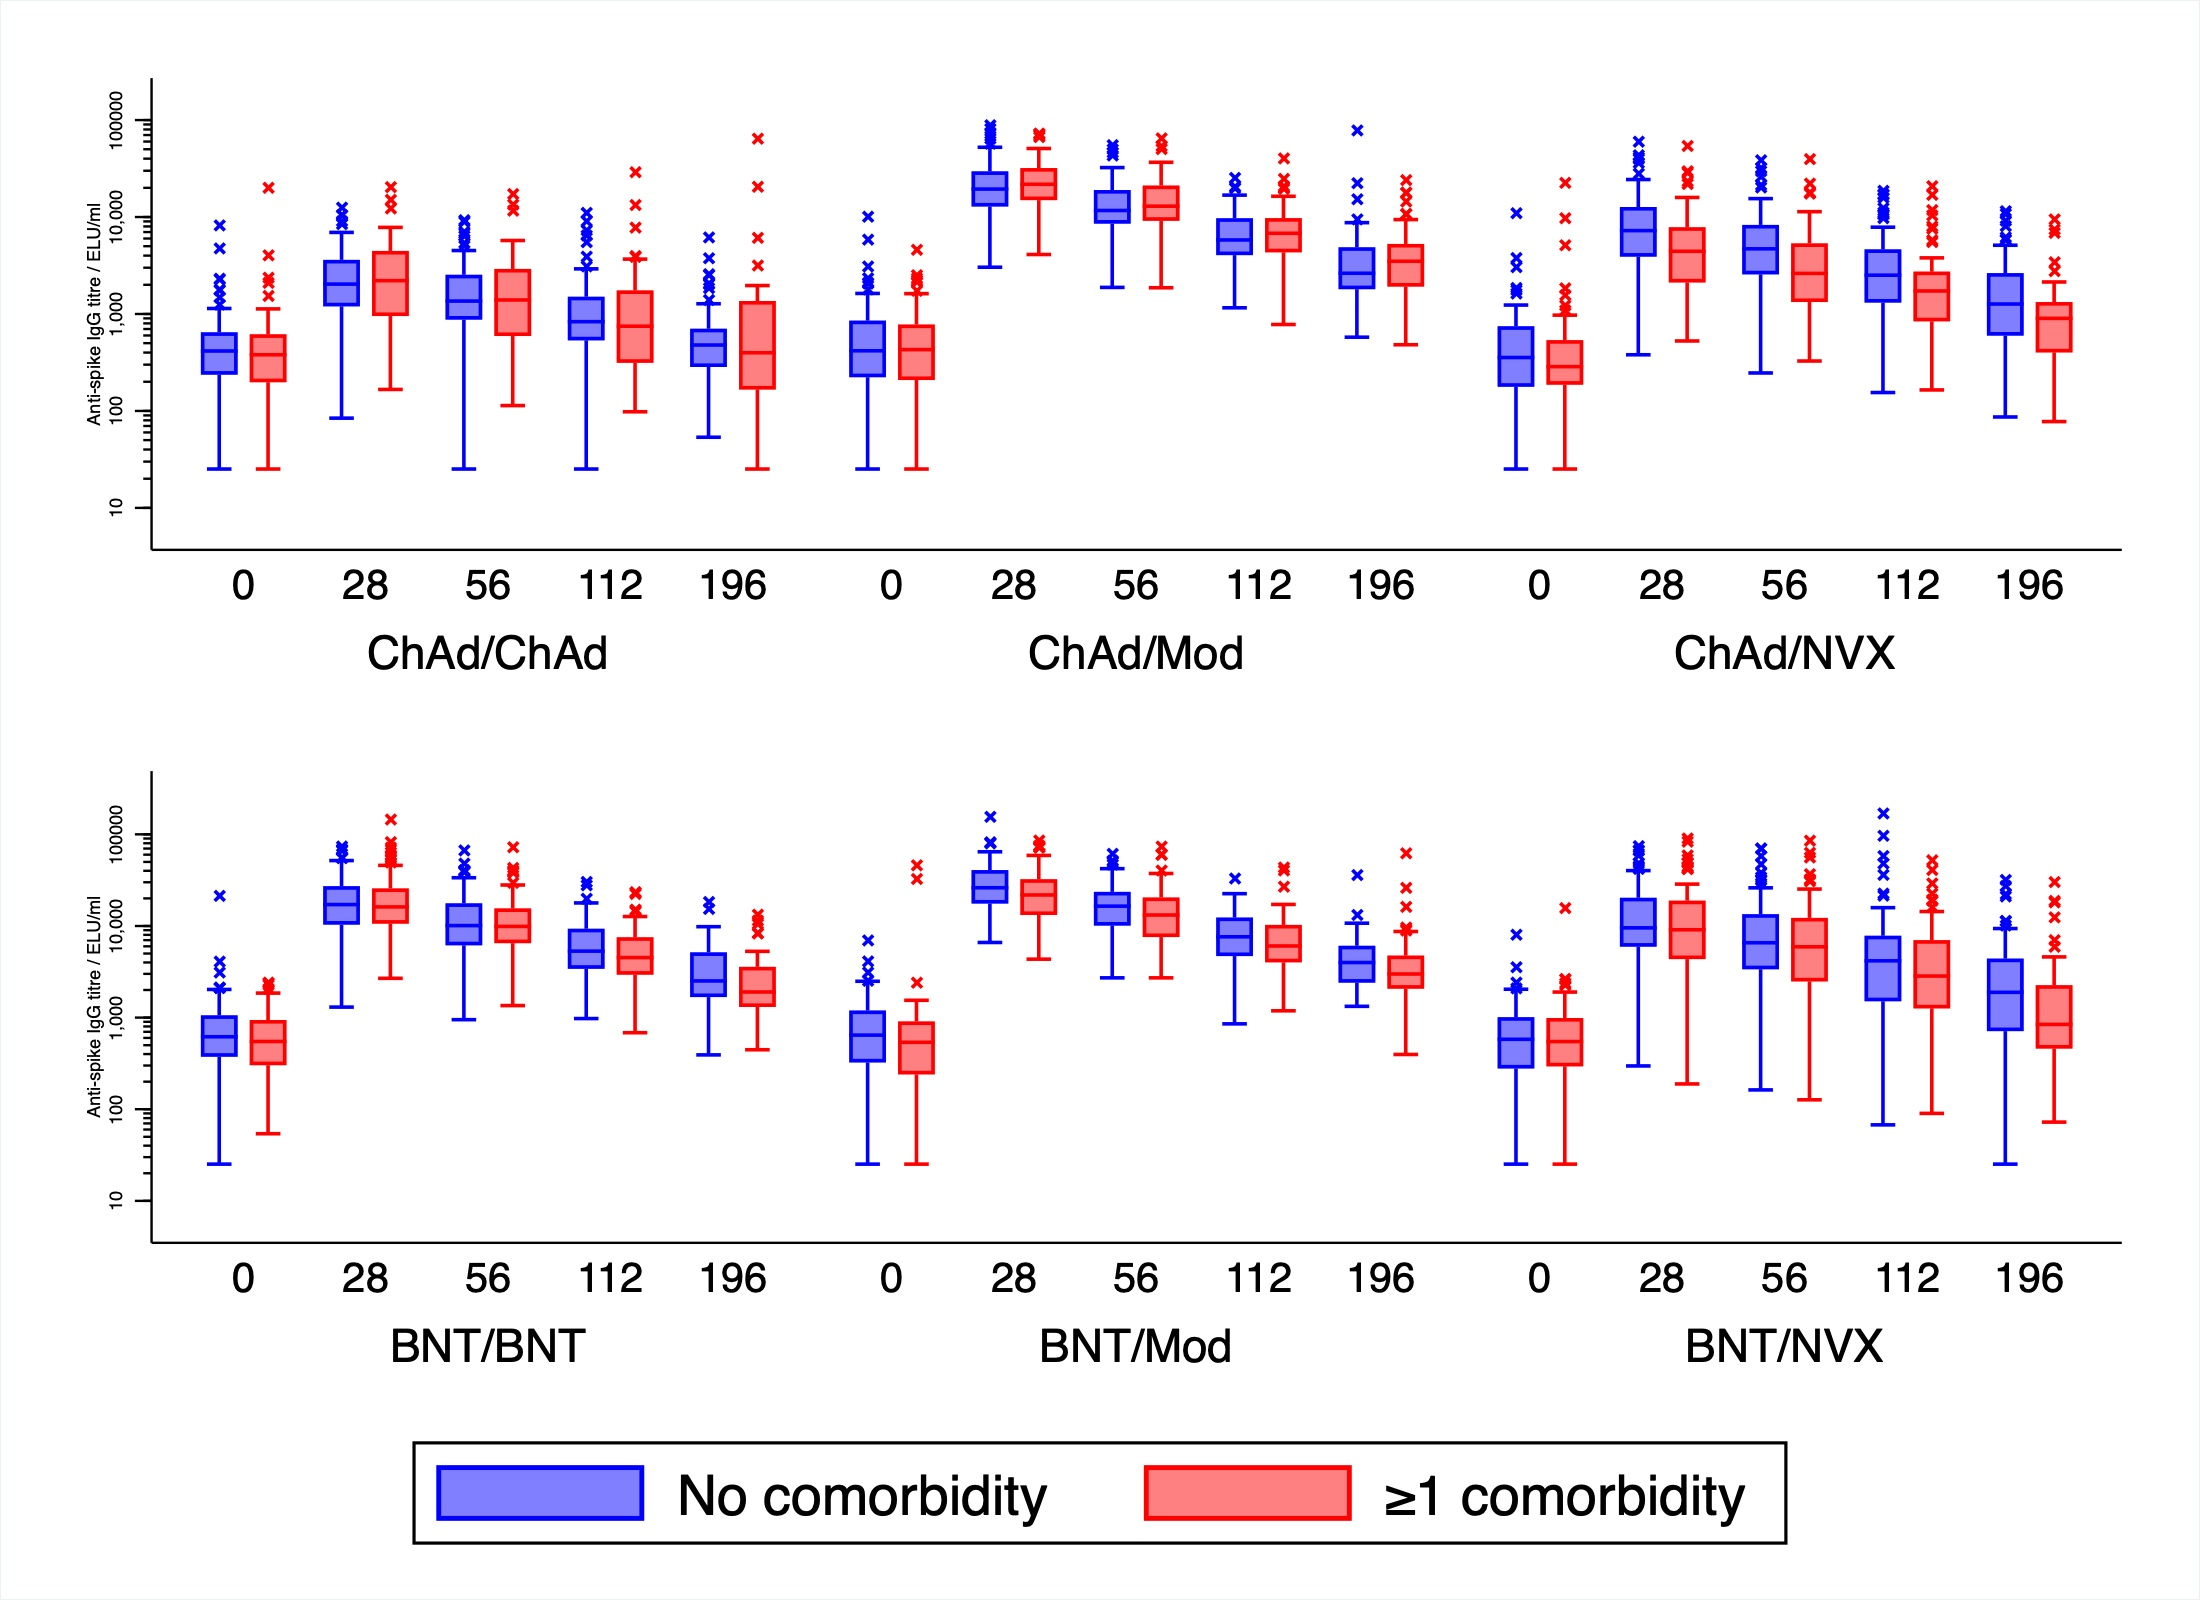 Anti-spike IgG titre / ELU/ml
100000
10,000
1,000
100
10
0 28 56 112 196 0 28 56 112 196 0 28 56 112 196
ChAd/ChAd ChAd/Mod ChAd/NVX
Anti-spike IgG titre / ELU/ml
100000
10,000
1,000
100
10
0 28 56 112 196 0 28 56 112 196 0 28 56 112 196
BNT/BNT BNT/Mod BNT/NVX
No comorbidity ≥1 comorbidity